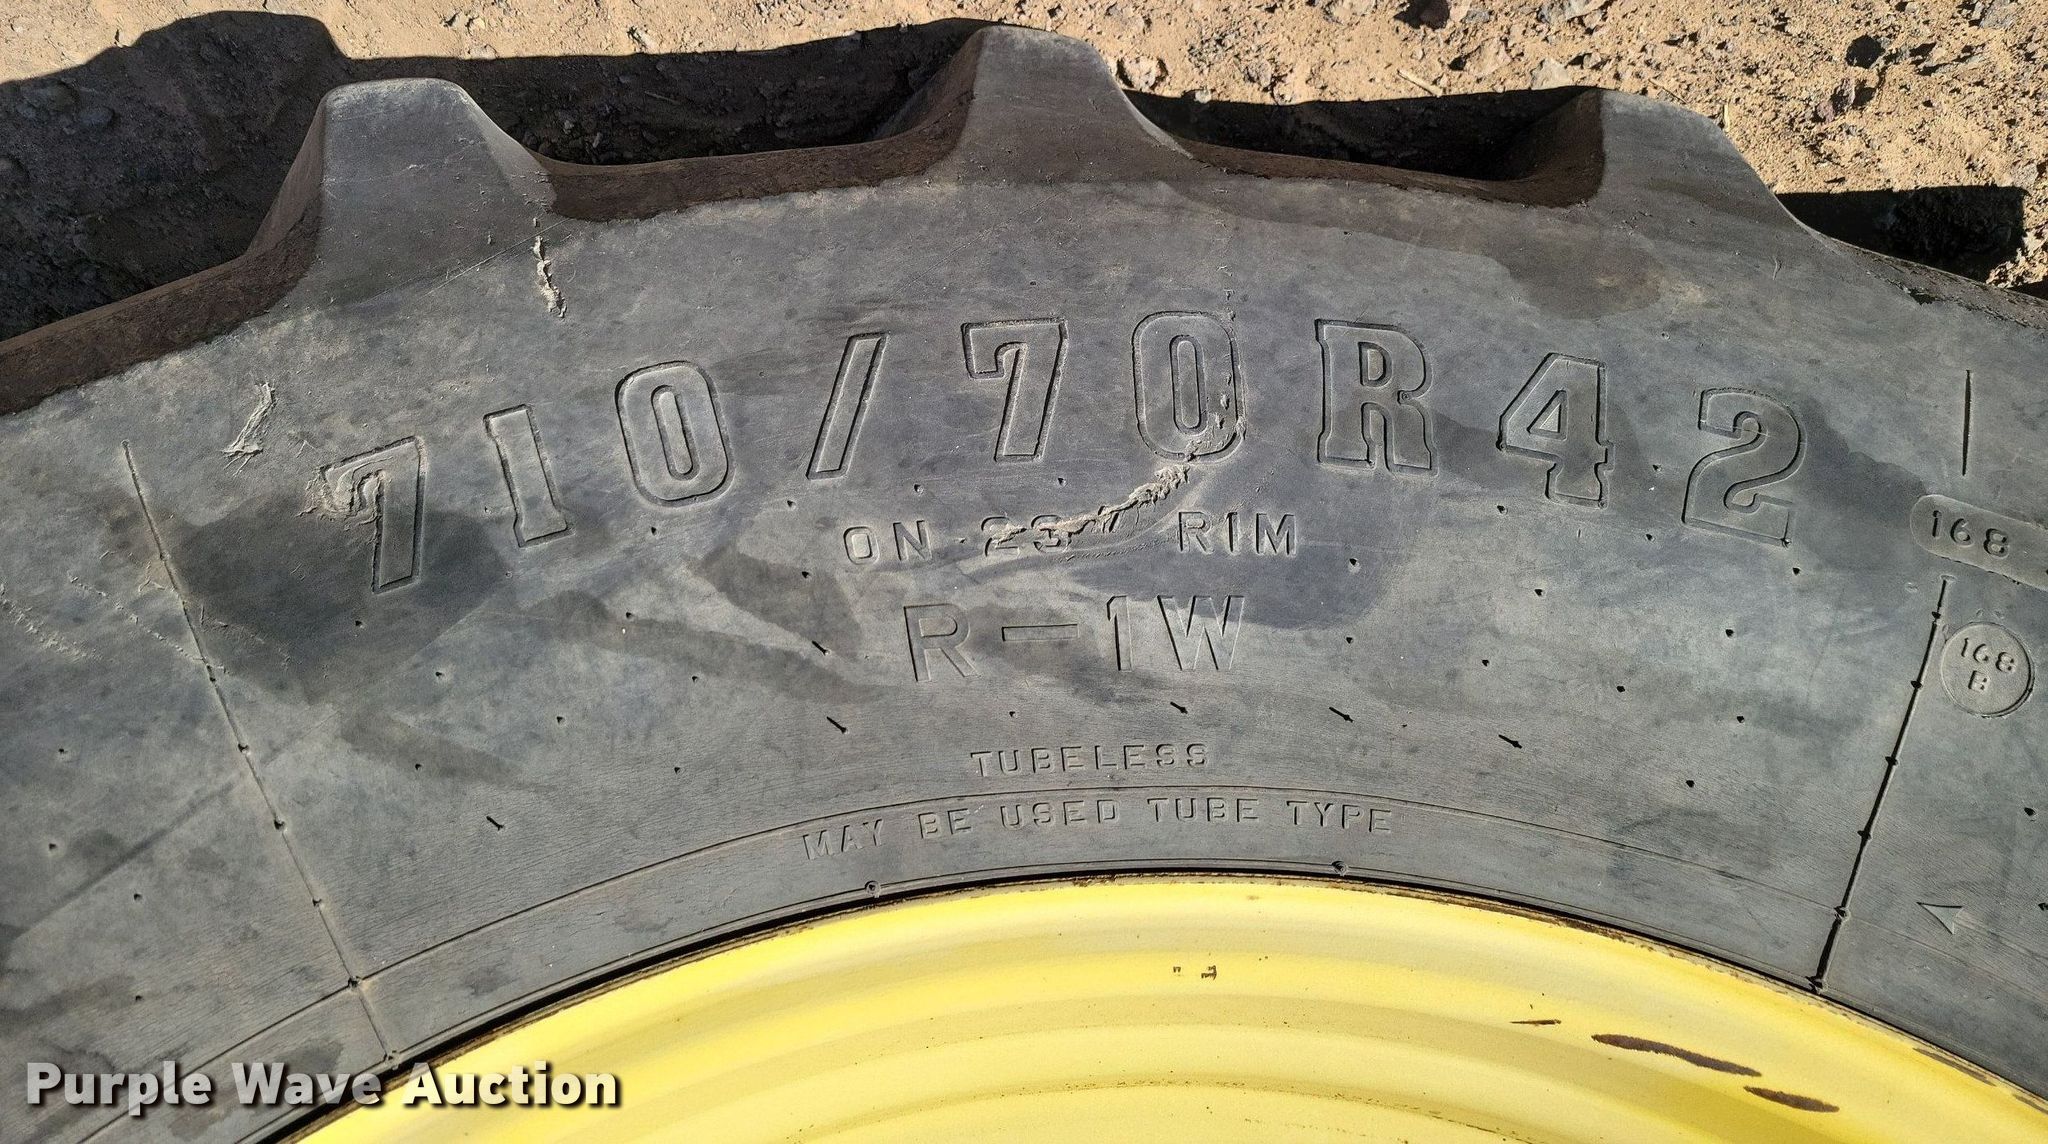 710/70R42
168
ON 23" RIM
R-1W
168
B
TUBELESS
MAY BE USED TUBE TYPE
Purple Wave Auction